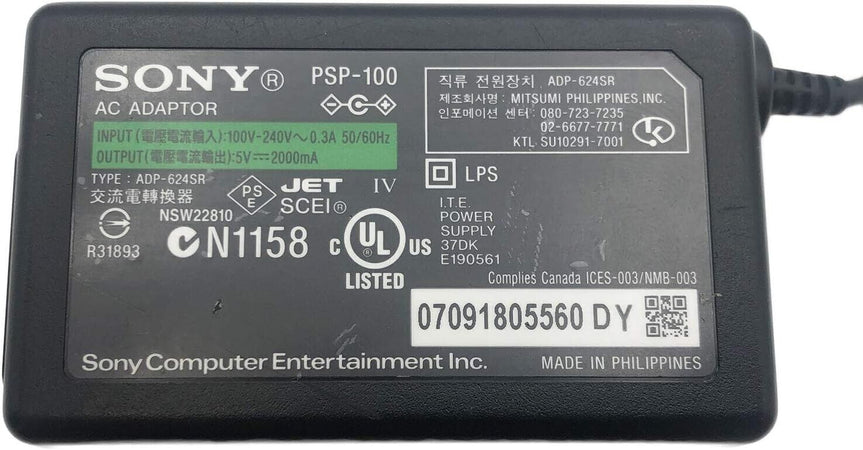 SONY® PSP-100
AC ADAPTOR
INPUT (電壓電流輸入):100V-240V～0.3A 50/60Hz
OUTPUT (電壓電流輸出):5V⎓2000mA
TYPE : ADP-624SR
交流電轉換器
PS E
JET
SCEI®
IV
NSW22810
N1158
R31893
C UL® US
LISTED
직류 전원장치 ADP-624SR
제조회사명 : MITSUMI PHILIPPINES,INC.
인포메이션 센터 : 080-723-7235
02-6677-7771
KTL SU10291-7001
LPS
I.T.E.
POWER
SUPPLY
37DK
E190561
Complies Canada ICES-003/NMB-003
07091805560 DY
Sony Computer Entertainment Inc.
MADE IN PHILIPPINES